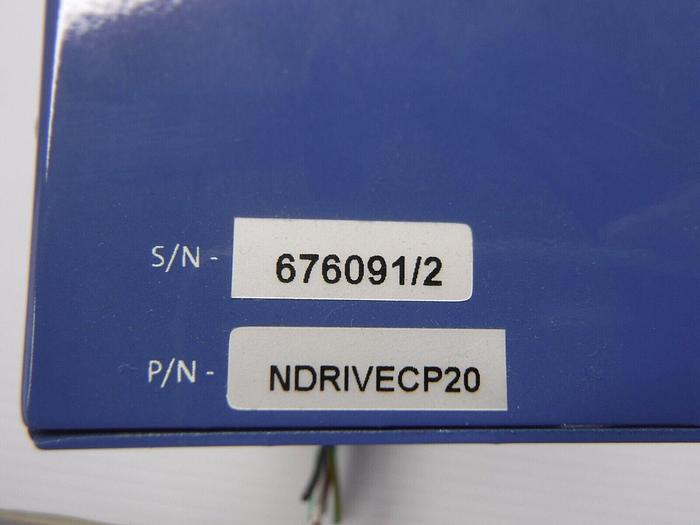 S/N - 676091/2
P/N - NDRIVECP20